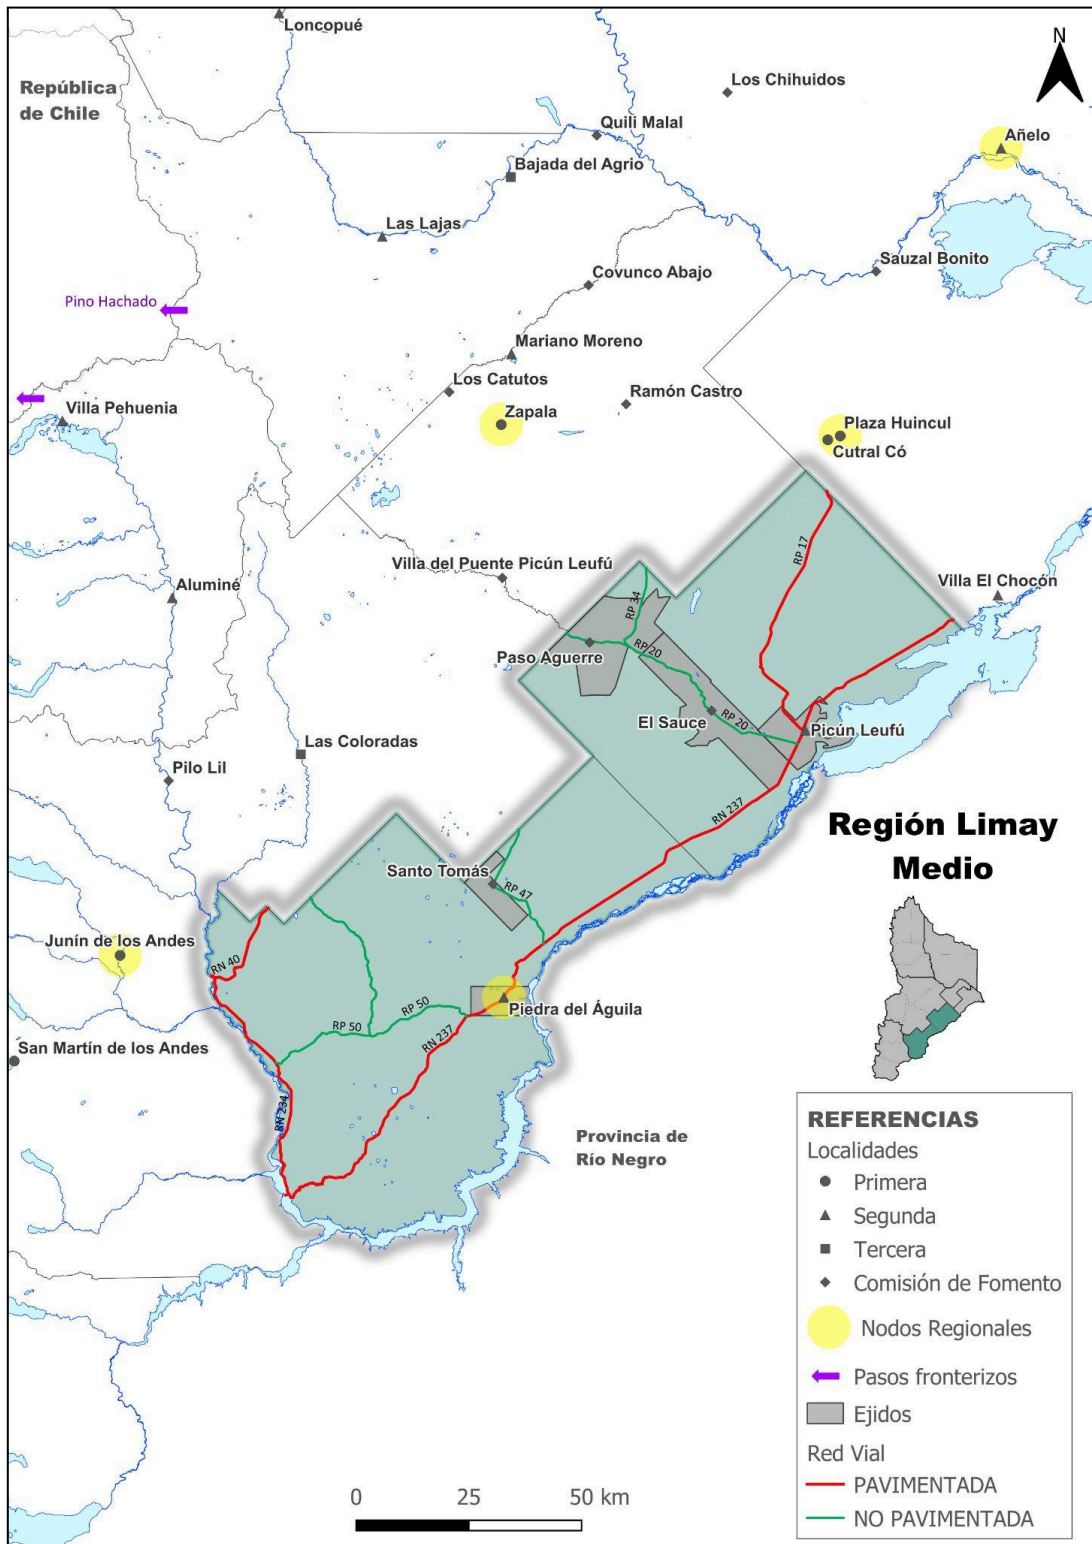 Loncopué
República
de Chile
N
Los Chihuidos
Quili Malal
Añelo
Bajada del Agrio
Las Lajas
Sauzal Bonito
Covunco Abajo
Pino Hachado
Mariano Moreno
Los Catutos
Ramón Castro
Villa Pehuenia
Zapala
Plaza Huincul
Cutral Có
RP 17
Villa del Puente Picún Leufú
Aluminé
Villa El Chocón
RP 34
Paso Aguerre
RP 20
El Sauce
RP 20
Picún Leufú
Las Coloradas
Pilo Lil
RN 237
Región Limay
Medio
Santo Tomás
RP 47
Junín de los Andes
RN 40
RP 50
Piedra del Águila
RP 50
RN 237
San Martín de los Andes
RN 234
Provincia de
Río Negro
REFERENCIAS
Localidades
Primera
Segunda
Tercera
Comisión de Fomento
Nodos Regionales
Pasos fronterizos
Ejidos
Red Vial
PAVIMENTADA
NO PAVIMENTADA
0 25 50 km